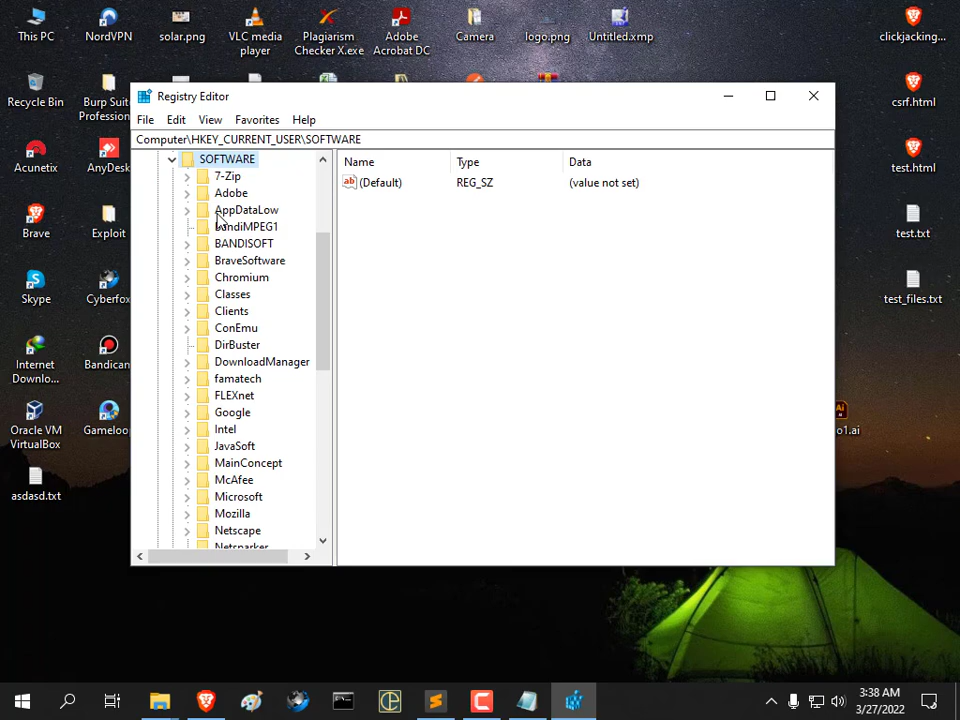 This PC
NordVPN
solar.png
VLC media
player
Plagiarism
Checker X.exe
Adobe
Acrobat DC
Camera
logo.png
Untitled.xmp
clickjacking...
Recycle Bin
Burp Suit
Profession
csrf.html
Registry Editor
File Edit View Favorites Help
Computer\HKEY_CURRENT_USER\SOFTWARE
SOFTWARE
Name Type Data
ab (Default) REG_SZ (value not set)
7-Zip
Adobe
AppDataLow
BandiMPEG1
BANDISOFT
BraveSoftware
Chromium
Classes
Clients
ConEmu
DirBuster
DownloadManager
famatech
FLEXnet
Google
Intel
JavaSoft
MainConcept
McAfee
Microsoft
Mozilla
Netscape
Netsparker
Acunetix
AnyDesk
test.html
Brave
Exploit
test.txt
Skype
Cyberfox
test_files.txt
Internet
Downlo...
Bandican
Oracle VM
VirtualBox
Gameloop
Ai
o1.ai
asdasd.txt
3:38 AM
3/27/2022